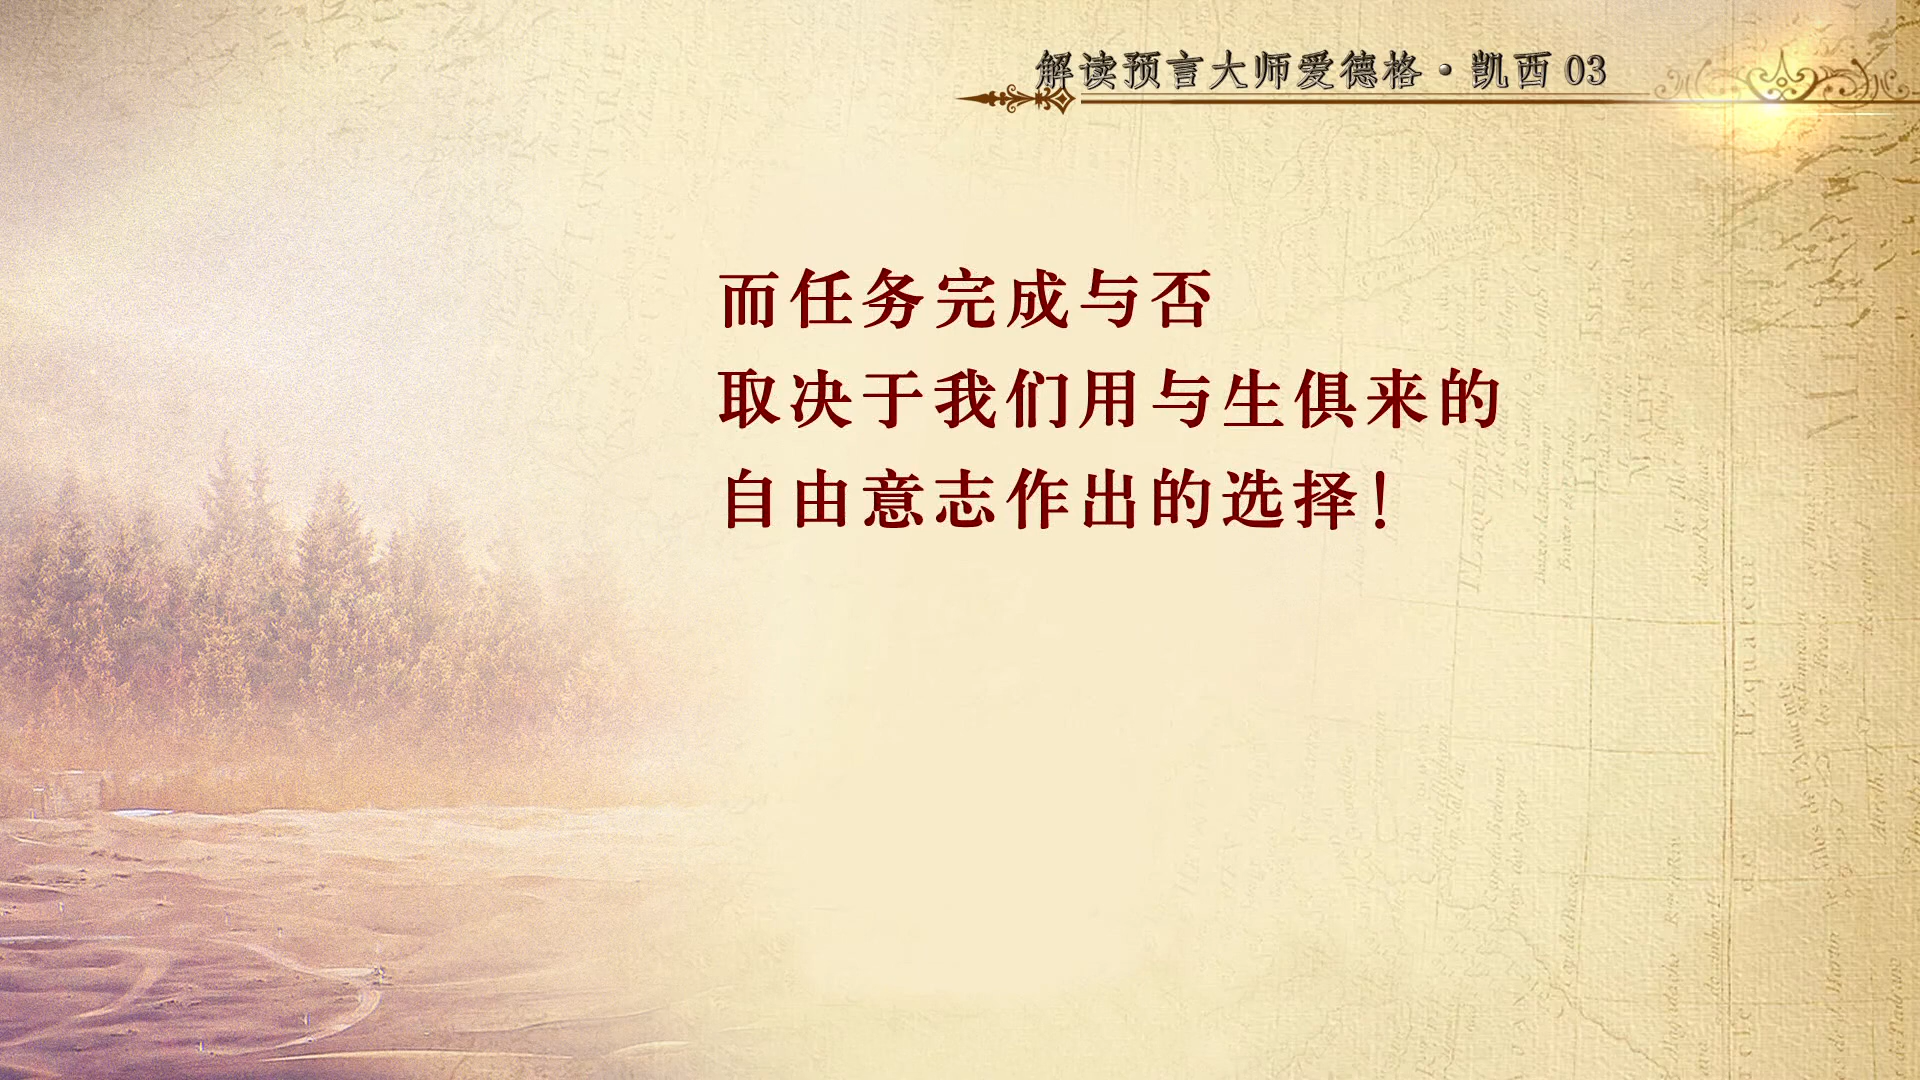 解读预言大师爱德格·凯西 03
而任务完成与否
取决于我们用与生俱来的
自由意志作出的选择！